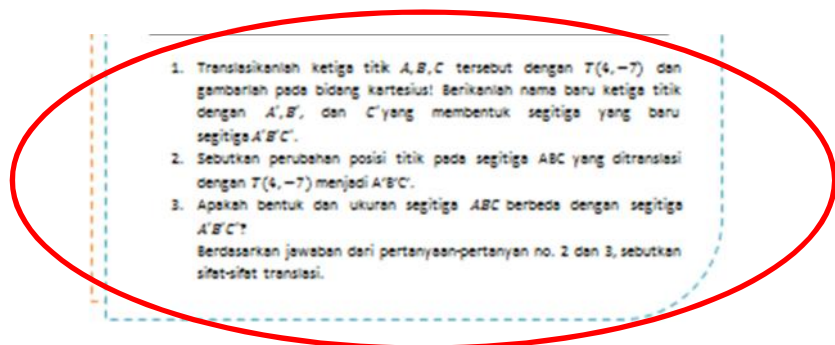 1. Translasikanlah ketiga titik A, B, C tersebut dengan T(4, −7) dan
gambarlah pada bidang kartesius! Berikanlah nama baru ketiga titik
dengan A', B', dan C' yang membentuk segitiga yang baru
segitiga A'B'C'.
2. Sebutkan perubahan posisi titik pada segitiga ABC yang ditranslasi
dengan T(4, −7) menjadi A'B'C'.
3. Apakah bentuk dan ukuran segitiga ABC berbeda dengan segitiga
A'B'C'?
Berdasarkan jawaban dari pertanyaan-pertanyan no. 2 dan 3, sebutkan
sifat-sifat translasi.